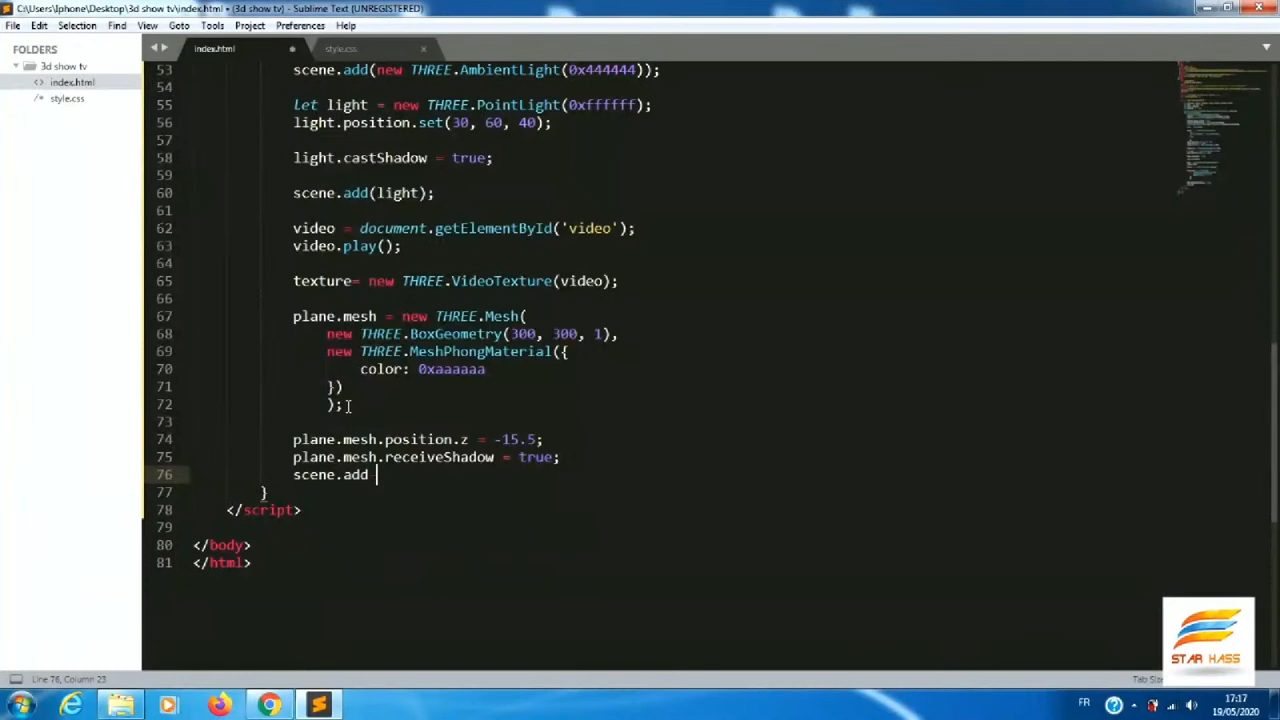 C:\Users\Iphone\Desktop\3d show tv\index.html • (3d show tv) - Sublime Text (UNREGISTERED)
File Edit Selection Find View Goto Tools Project Preferences Help
FOLDERS
3d show tv
<> index.html
/* style.css
index.html
style.css
53 scene.add(new THREE.AmbientLight(0x444444));
54
55 let light = new THREE.PointLight(0xffffff);
56 light.position.set(30, 60, 40);
57
58 light.castShadow = true;
59
60 scene.add(light);
61
62 video = document.getElementById('video');
63 video.play();
64
65 texture= new THREE.VideoTexture(video);
66
67 plane.mesh = new THREE.Mesh(
68 new THREE.BoxGeometry(300, 300, 1),
69 new THREE.MeshPhongMaterial({
70 color: 0xaaaaaa
71 })
72 );
73
74 plane.mesh.position.z = -15.5;
75 plane.mesh.receiveShadow = true;
76 scene.add
77 }
78 </script>
79
80 </body>
81 </html>
STAR HASS
Line 76, Column 23
Tab Size
FR
17:17
19/05/2020